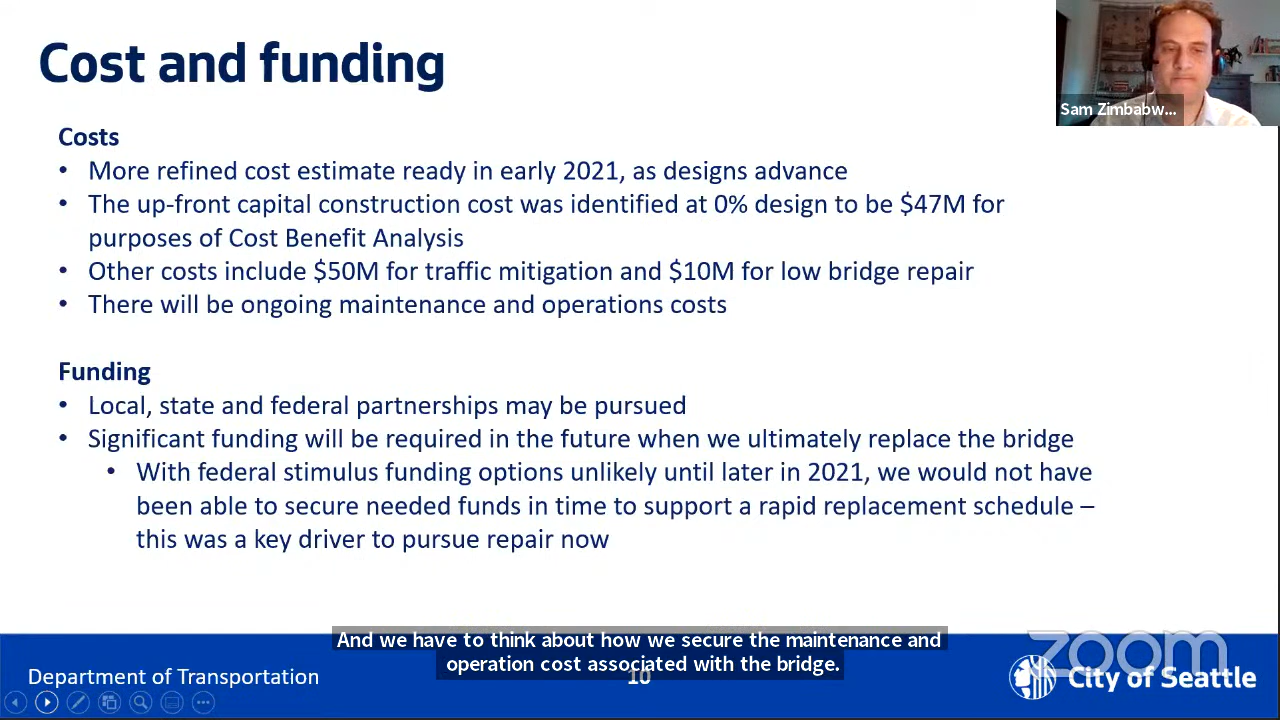 Cost and funding
Sam Zimbabw...
Costs
• More refined cost estimate ready in early 2021, as designs advance
• The up-front capital construction cost was identified at 0% design to be $47M for
purposes of Cost Benefit Analysis
• Other costs include $50M for traffic mitigation and $10M for low bridge repair
• There will be ongoing maintenance and operations costs
Funding
• Local, state and federal partnerships may be pursued
• Significant funding will be required in the future when we ultimately replace the bridge
• With federal stimulus funding options unlikely until later in 2021, we would not have
been able to secure needed funds in time to support a rapid replacement schedule –
this was a key driver to pursue repair now
And we have to think about how we secure the maintenance and
operation cost associated with the bridge.
Department of Transportation
10
zoom
City of Seattle